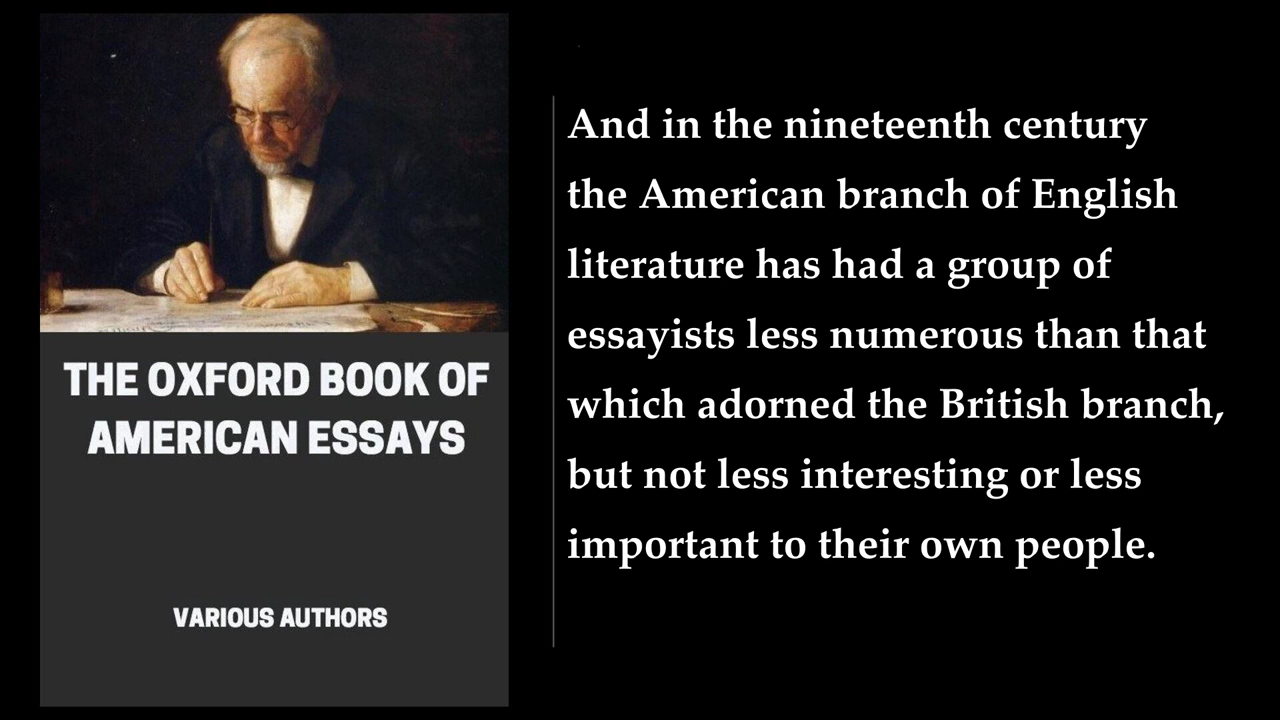 THE OXFORD BOOK OF
AMERICAN ESSAYS
VARIOUS AUTHORS
And in the nineteenth century
the American branch of English
literature has had a group of
essayists less numerous than that
which adorned the British branch,
but not less interesting or less
important to their own people.